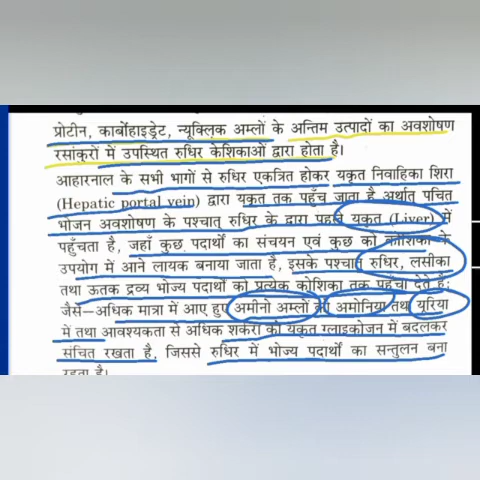 प्रोटीन, कार्बोहाइड्रेट, न्यूक्लिक अम्लों के अन्तिम उत्पादों का अवशोषण
रसांकुरों में उपस्थित रुधिर केशिकाओं द्वारा होता है।
आहारनाल के सभी भागों से रुधिर एकत्रित होकर यकृत निवाहिका शिरा
(Hepatic portal vein) द्वारा यकृत तक पहुँच जाता है अर्थात् पचित
भोजन अवशोषण के पश्चात् रुधिर के द्वारा पहले यकृत (Liver) में
पहुँचता है, जहाँ कुछ पदार्थों का संचयन एवं कुछ को कोशिका के
उपयोग में आने लायक बनाया जाता है, इसके पश्चात् रुधिर, लसीका
तथा ऊतक द्रव्य भोज्य पदार्थों को प्रत्येक कोशिका तक पहुँचा देते हैं;
जैसे—अधिक मात्रा में आए हुए अमीनो अम्लों को अमोनिया तथा यूरिया
में तथा आवश्यकता से अधिक शर्करा को यकृत ग्लाइकोजन में बदलकर
संचित रखता है, जिससे रुधिर में भोज्य पदार्थों का सन्तुलन बना
रहता है।